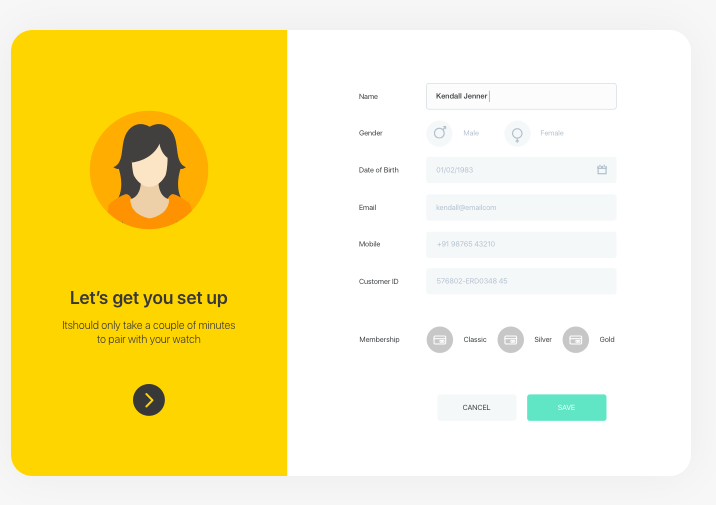 Let's get you set up
Itshould only take a couple of minutes
to pair with your watch
Name
Kendall Jenner
Gender
Male
Female
Date of Birth
01/02/1983
Email
kendall@emailcom
Mobile
+91 98765 43210
Customer ID
576802-ER00348 45
Membership
Classic
Silver
Gold
CANCEL
SAVE